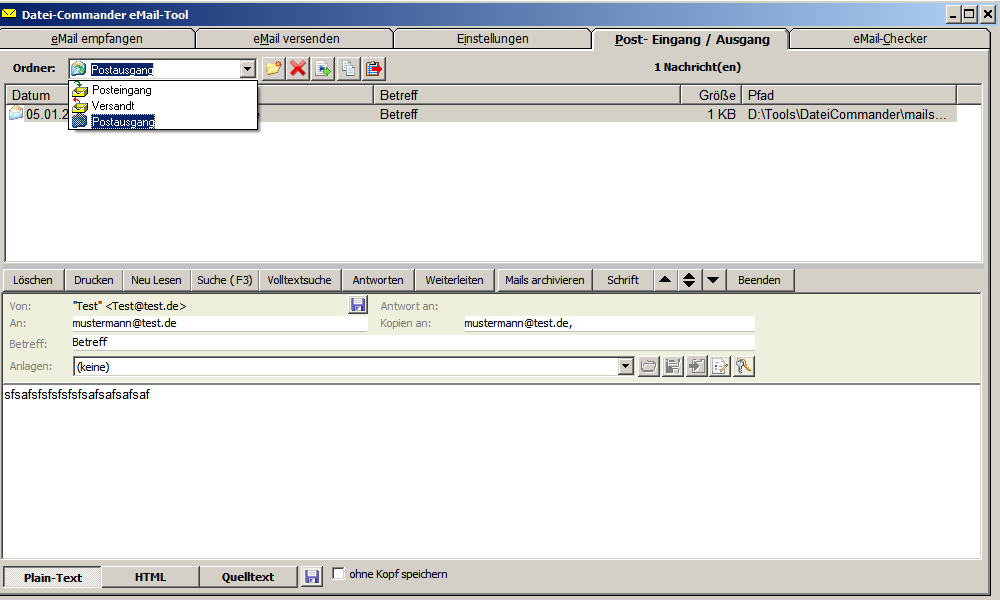 Datei-Commander eMail-Tool
eMail empfangen eMail versenden Einstellungen Post- Eingang / Ausgang eMail-Checker
Ordner: Postausgang 1 Nachricht(en)
Posteingang
Versandt
Postausgang
Datum Betreff Größe Pfad
05.01.2 Betreff 1 KB D:\Tools\DateiCommander\mails...
Löschen Drucken Neu Lesen Suche (F3) Volltextsuche Antworten Weiterleiten Mails archivieren Schrift Beenden
Von: "Test" <Test@test.de> Antwort an:
An: mustermann@test.de Kopien an: mustermann@test.de,
Betreff: Betreff
Anlagen: (keine)
sfsafsfsfsfsfsfsafsafsafsaf
Plain-Text HTML Quelltext ohne Kopf speichern